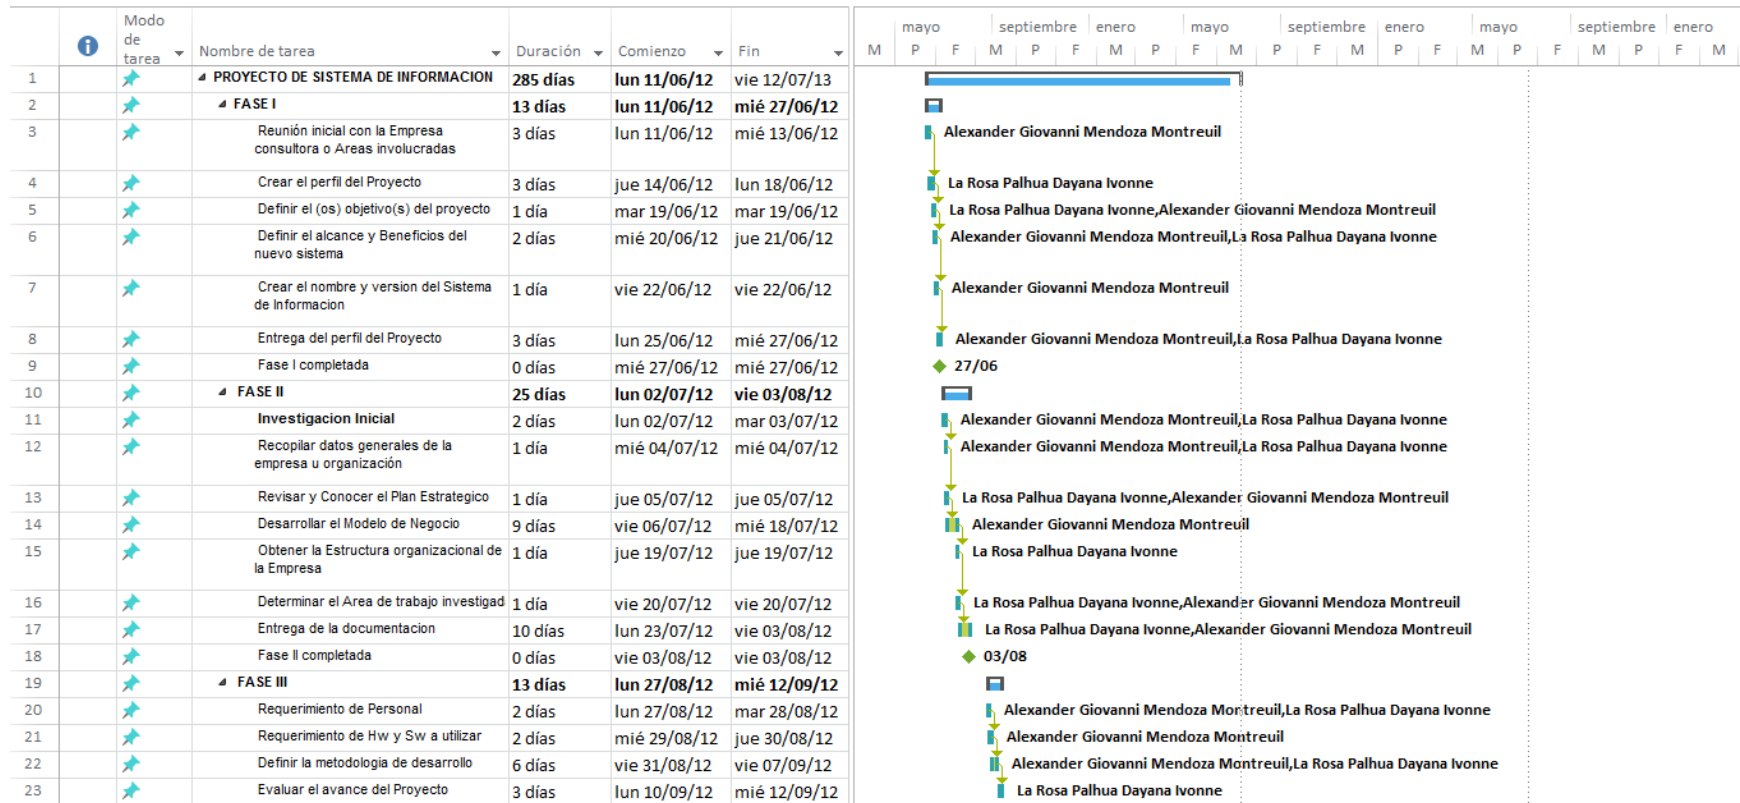 Modo de tarea Nombre de tarea Duración Comienzo Fin
mayo septiembre enero mayo septiembre enero mayo septiembre enero
M P F M P F M P F M P F M P F M P F M P F M
1 PROYECTO DE SISTEMA DE INFORMACION 285 días lun 11/06/12 vie 12/07/13
2 FASE I 13 días lun 11/06/12 mié 27/06/12
3 Reunión inicial con la Empresa 3 días lun 11/06/12 mié 13/06/12 Alexander Giovanni Mendoza Montreuil
consultora o Areas involucradas
4 Crear el perfil del Proyecto 3 días jue 14/06/12 lun 18/06/12 La Rosa Palhua Dayana Ivonne
5 Definir el (os) objetivo(s) del proyecto 1 día mar 19/06/12 mar 19/06/12 La Rosa Palhua Dayana Ivonne,Alexander Giovanni Mendoza Montreuil
6 Definir el alcance y Beneficios del 2 días mié 20/06/12 jue 21/06/12 Alexander Giovanni Mendoza Montreuil,La Rosa Palhua Dayana Ivonne
nuevo sistema
7 Crear el nombre y version del Sistema 1 día vie 22/06/12 vie 22/06/12 Alexander Giovanni Mendoza Montreuil
de Informacion
8 Entrega del perfil del Proyecto 3 días lun 25/06/12 mié 27/06/12 Alexander Giovanni Mendoza Montreuil,La Rosa Palhua Dayana Ivonne
9 Fase I completada 0 días mié 27/06/12 mié 27/06/12 27/06
10 FASE II 25 días lun 02/07/12 vie 03/08/12
11 Investigacion Inicial 2 días lun 02/07/12 mar 03/07/12 Alexander Giovanni Mendoza Montreuil,La Rosa Palhua Dayana Ivonne
12 Recopilar datos generales de la 1 día mié 04/07/12 mié 04/07/12 Alexander Giovanni Mendoza Montreuil,La Rosa Palhua Dayana Ivonne
empresa u organización
13 Revisar y Conocer el Plan Estrategico 1 día jue 05/07/12 jue 05/07/12 La Rosa Palhua Dayana Ivonne,Alexander Giovanni Mendoza Montreuil
14 Desarrollar el Modelo de Negocio 9 días vie 06/07/12 mié 18/07/12 Alexander Giovanni Mendoza Montreuil
15 Obtener la Estructura organizacional de 1 día jue 19/07/12 jue 19/07/12 La Rosa Palhua Dayana Ivonne
la Empresa
16 Determinar el Area de trabajo investigad 1 día vie 20/07/12 vie 20/07/12 La Rosa Palhua Dayana Ivonne,Alexander Giovanni Mendoza Montreuil
17 Entrega de la documentacion 10 días lun 23/07/12 vie 03/08/12 La Rosa Palhua Dayana Ivonne,Alexander Giovanni Mendoza Montreuil
18 Fase II completada 0 días vie 03/08/12 vie 03/08/12 03/08
19 FASE III 13 días lun 27/08/12 mié 12/09/12
20 Requerimiento de Personal 2 días lun 27/08/12 mar 28/08/12 Alexander Giovanni Mendoza Montreuil,La Rosa Palhua Dayana Ivonne
21 Requerimiento de Hw y Sw a utilizar 2 días mié 29/08/12 jue 30/08/12 Alexander Giovanni Mendoza Montreuil
22 Definir la metodologia de desarrollo 6 días vie 31/08/12 vie 07/09/12 Alexander Giovanni Mendoza Montreuil,La Rosa Palhua Dayana Ivonne
23 Evaluar el avance del Proyecto 3 días lun 10/09/12 mié 12/09/12 La Rosa Palhua Dayana Ivonne